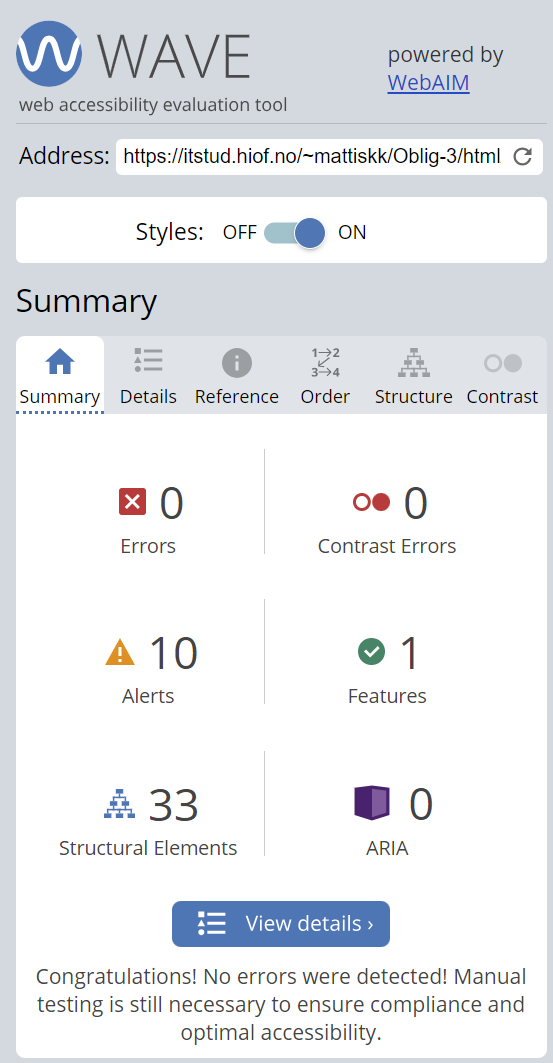 WAVE
powered by
WebAIM
web accessibility evaluation tool
Address: https://itstud.hiof.no/~mattiskk/Oblig-3/html
Styles: OFF ON
Summary
1→2
3→4
Summary Details Reference Order Structure Contrast
0 0
Errors Contrast Errors
10 1
Alerts Features
33 0
Structural Elements ARIA
View details ›
Congratulations! No errors were detected! Manual
testing is still necessary to ensure compliance and
optimal accessibility.